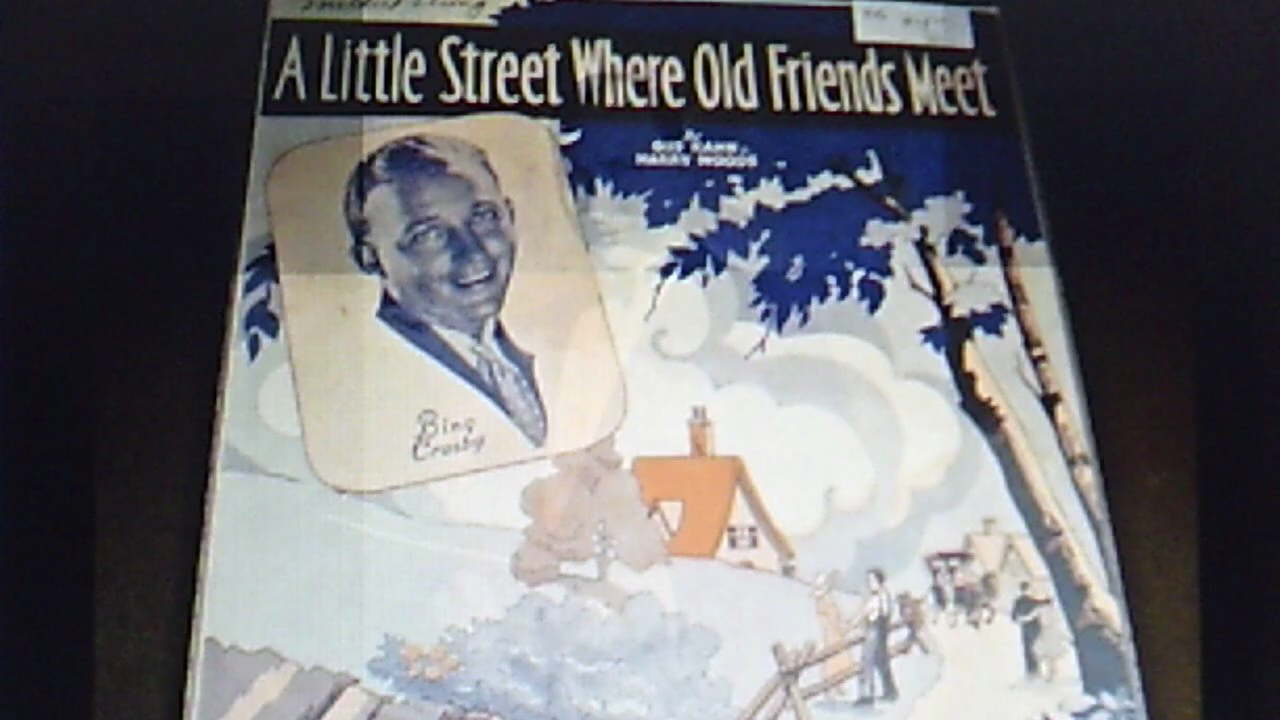 A Little Street Where Old Friends Meet
By
GUS KAHN
HARRY WOODS
Bing
Crosby